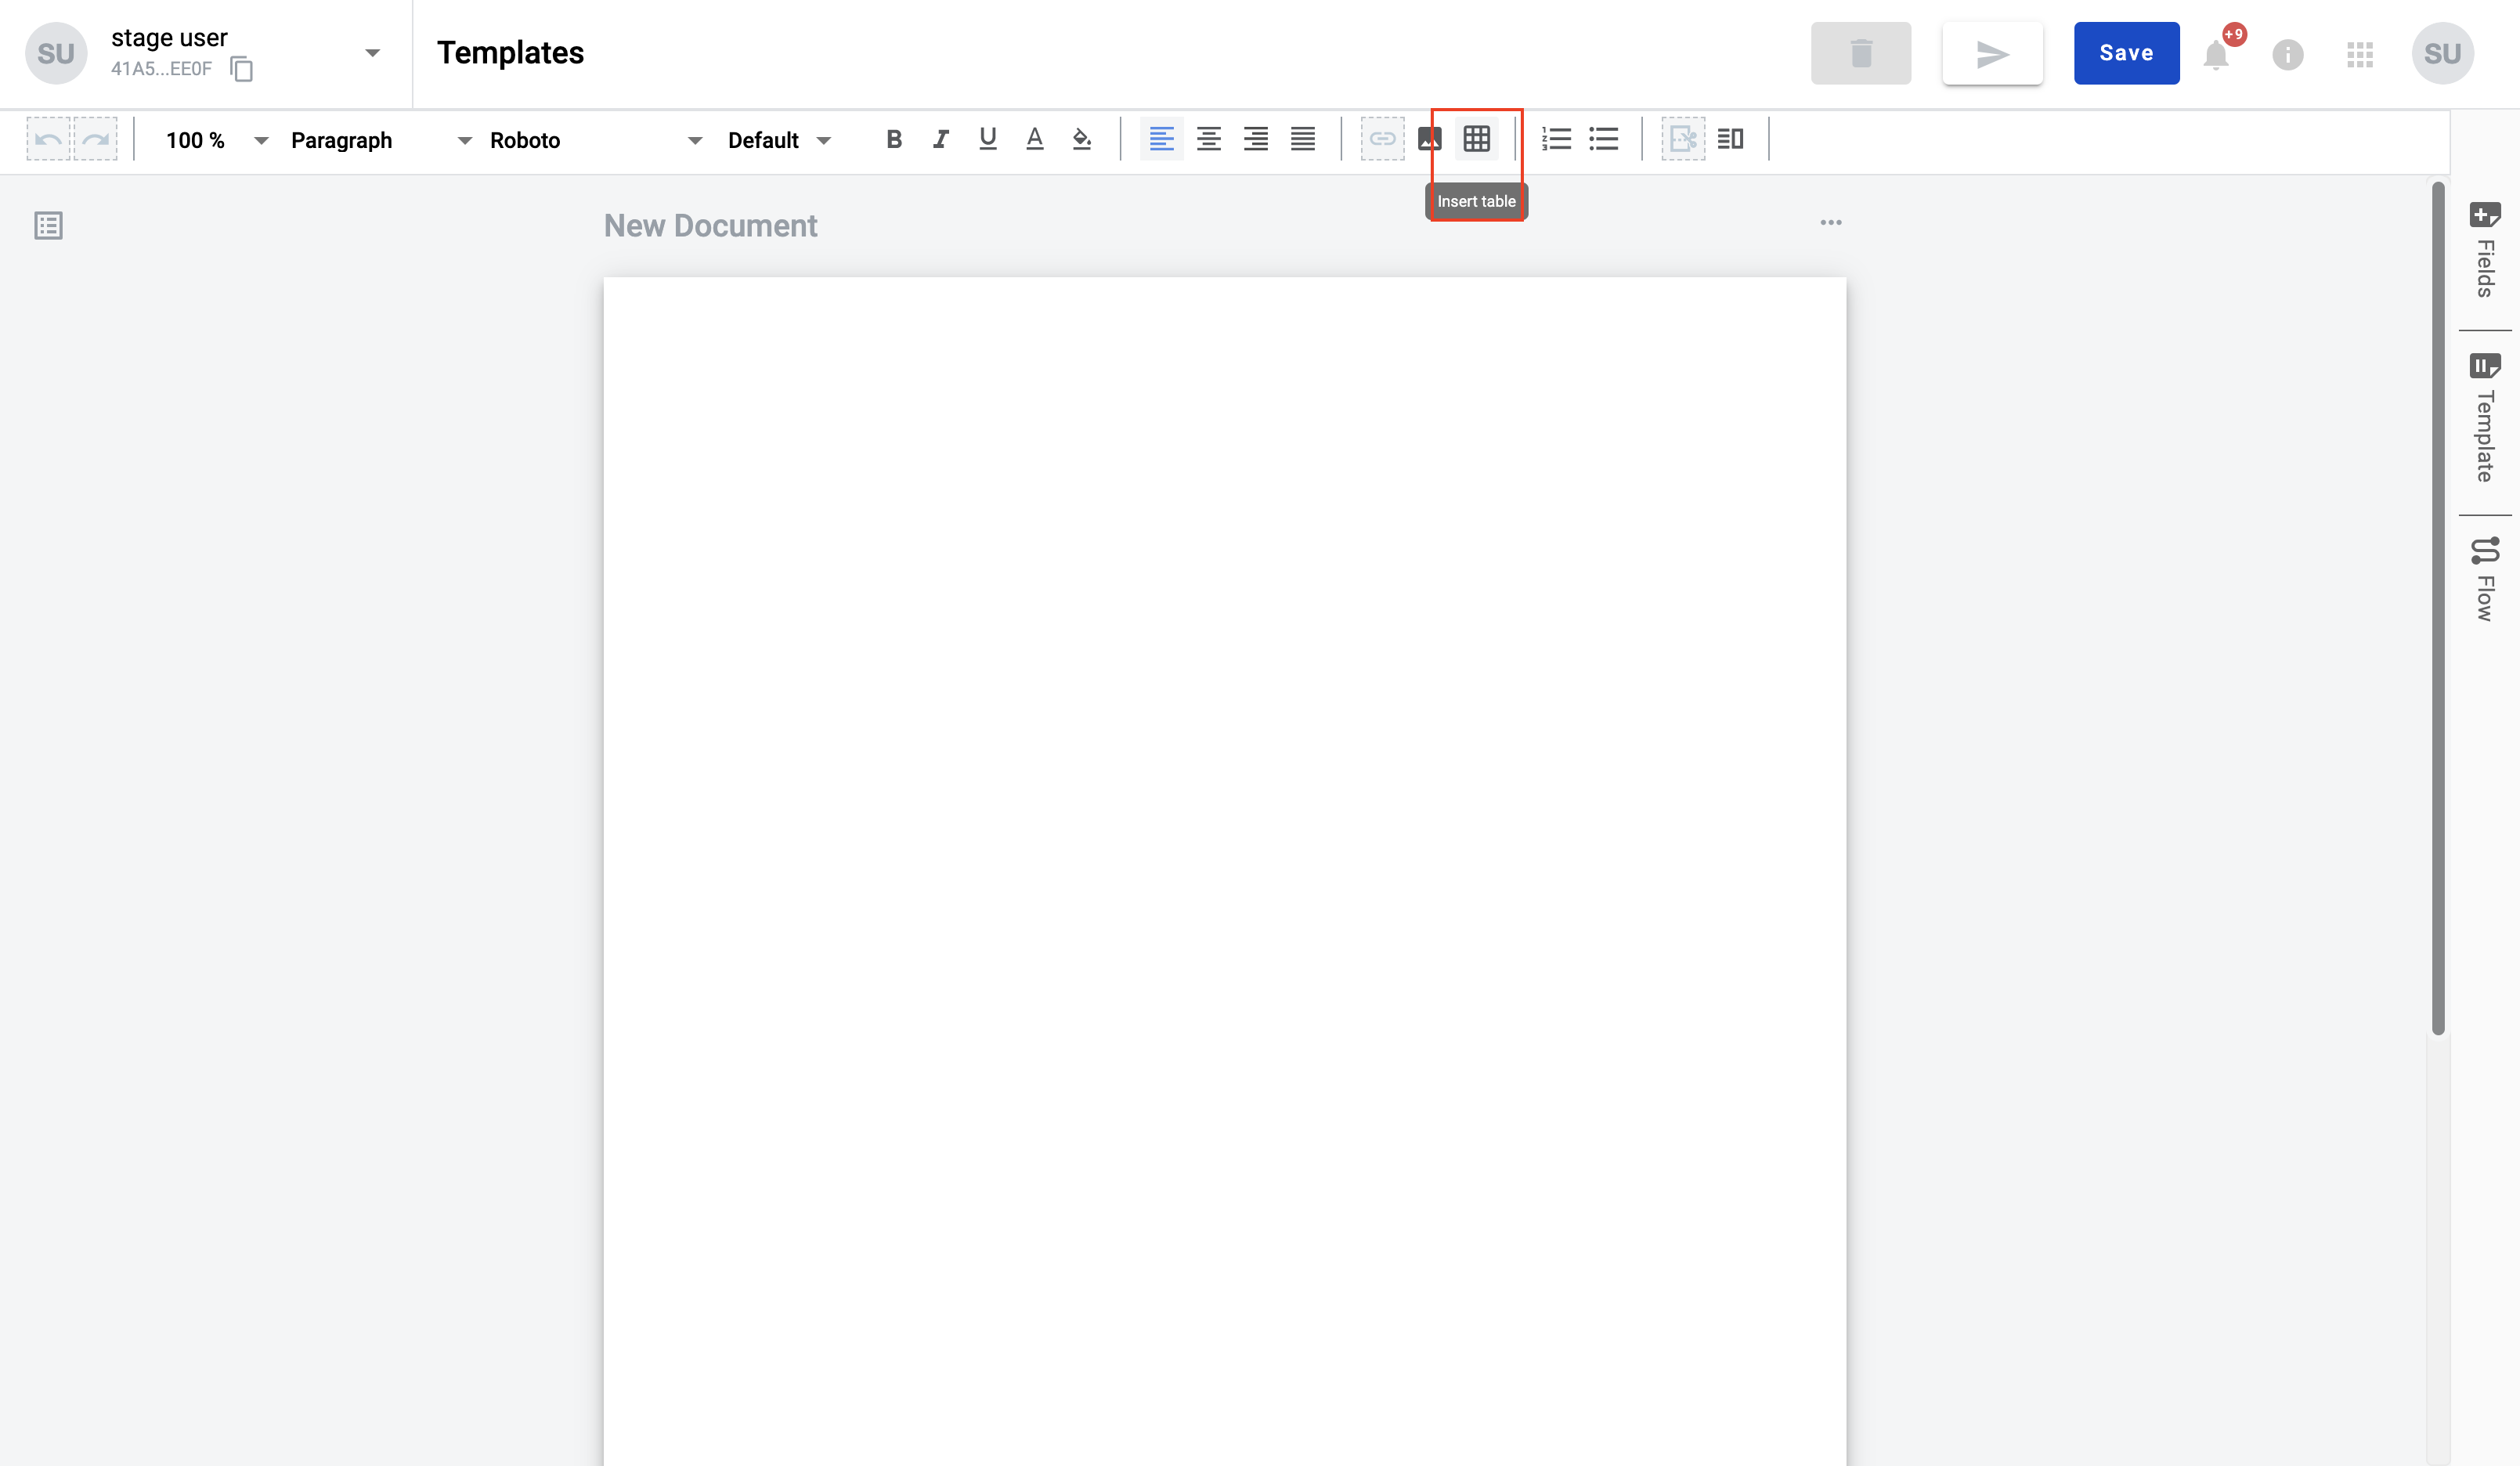 SU
stage user
41A5...EE0F
Templates
Save
+9
SU
100 %
Paragraph
Roboto
Default
Insert table
New Document
Fields
Template
Flow